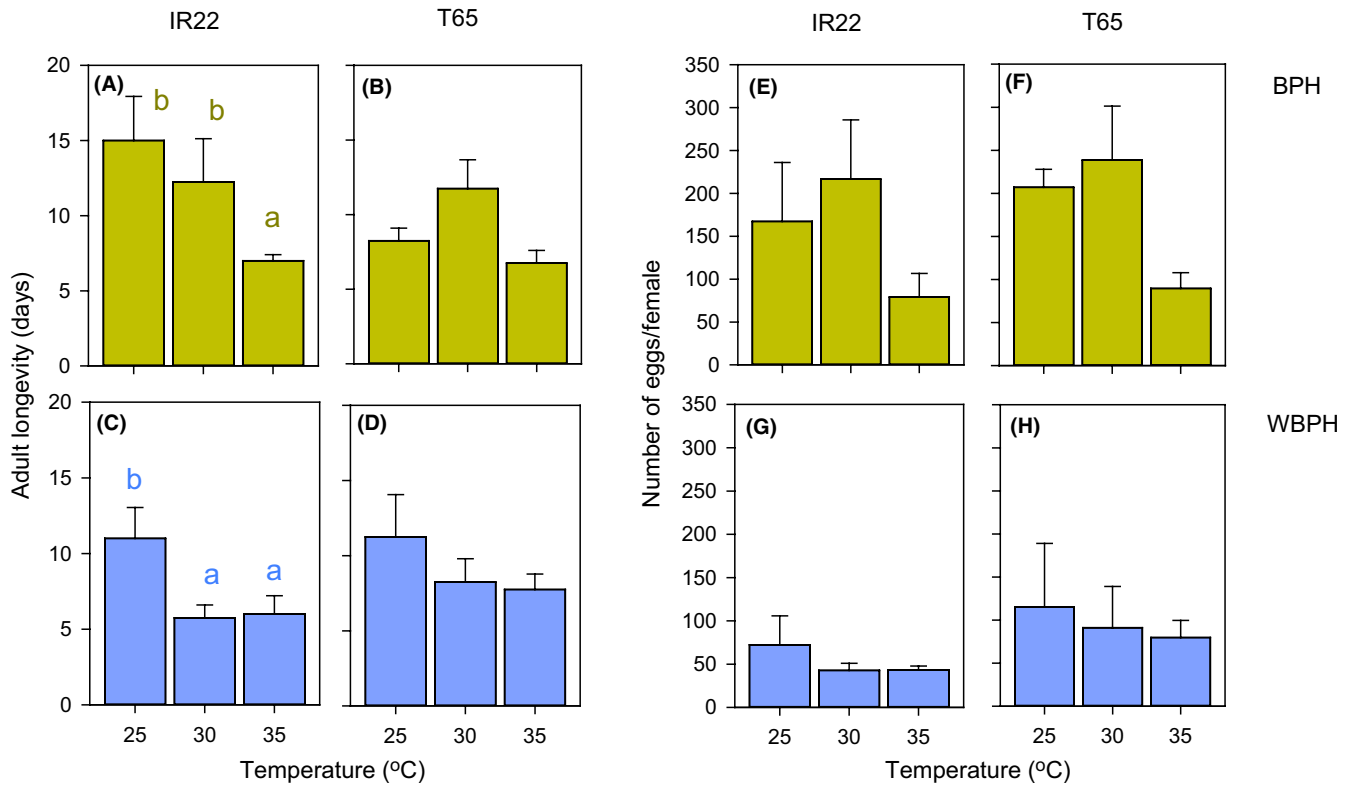 IR22 T65 IR22 T65
(A) b b a
(B)
(E)
(F)
BPH
20
15
10
5
0
350
300
250
200
150
100
50
0
(C) b a a
(D)
(G)
(H)
WBPH
20
15
10
5
0
350
300
250
200
150
100
50
0
Adult longevity (days)
Number of eggs/female
25 30 35 25 30 35 25 30 35 25 30 35
Temperature (ºC) Temperature (ºC)